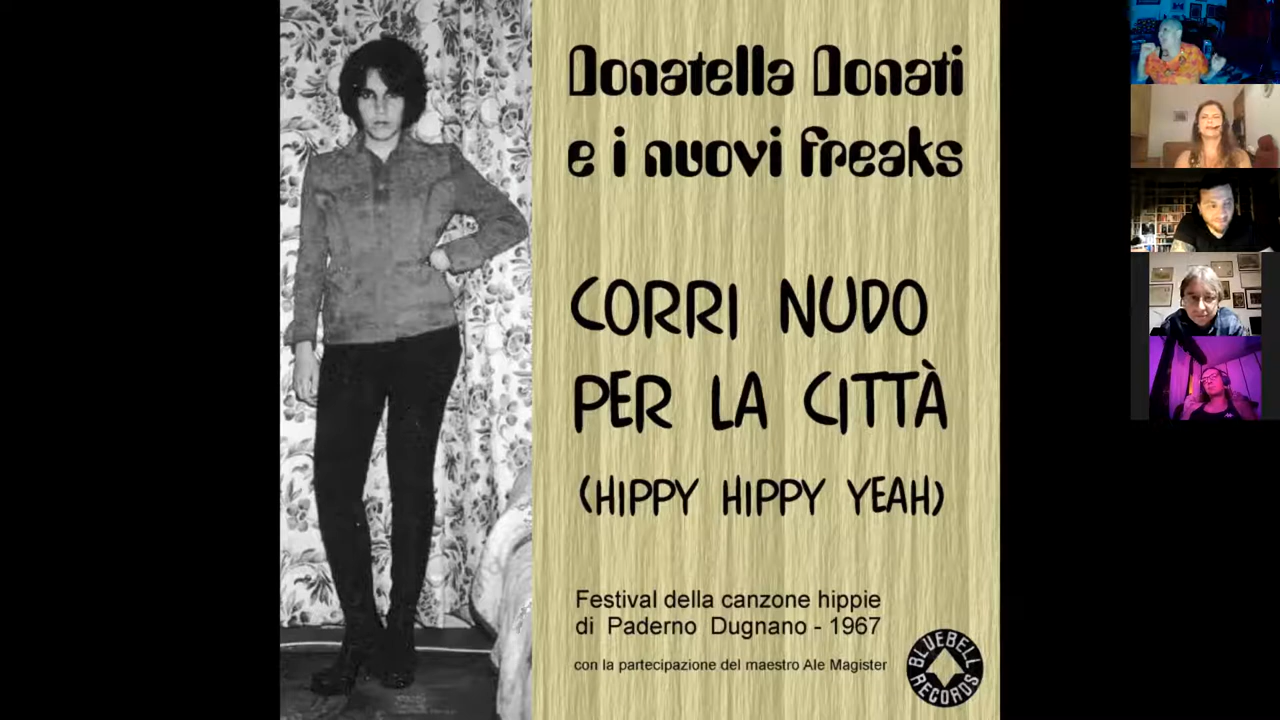 Donatella Donati
e i nuovi freaks
CORRI NUDO
PER LA CITTÀ
(HIPPY HIPPY YEAH)
Festival della canzone hippie
di Paderno Dugnano - 1967
con la partecipazione del maestro Ale Magister
BLUEBELL
RECORDS